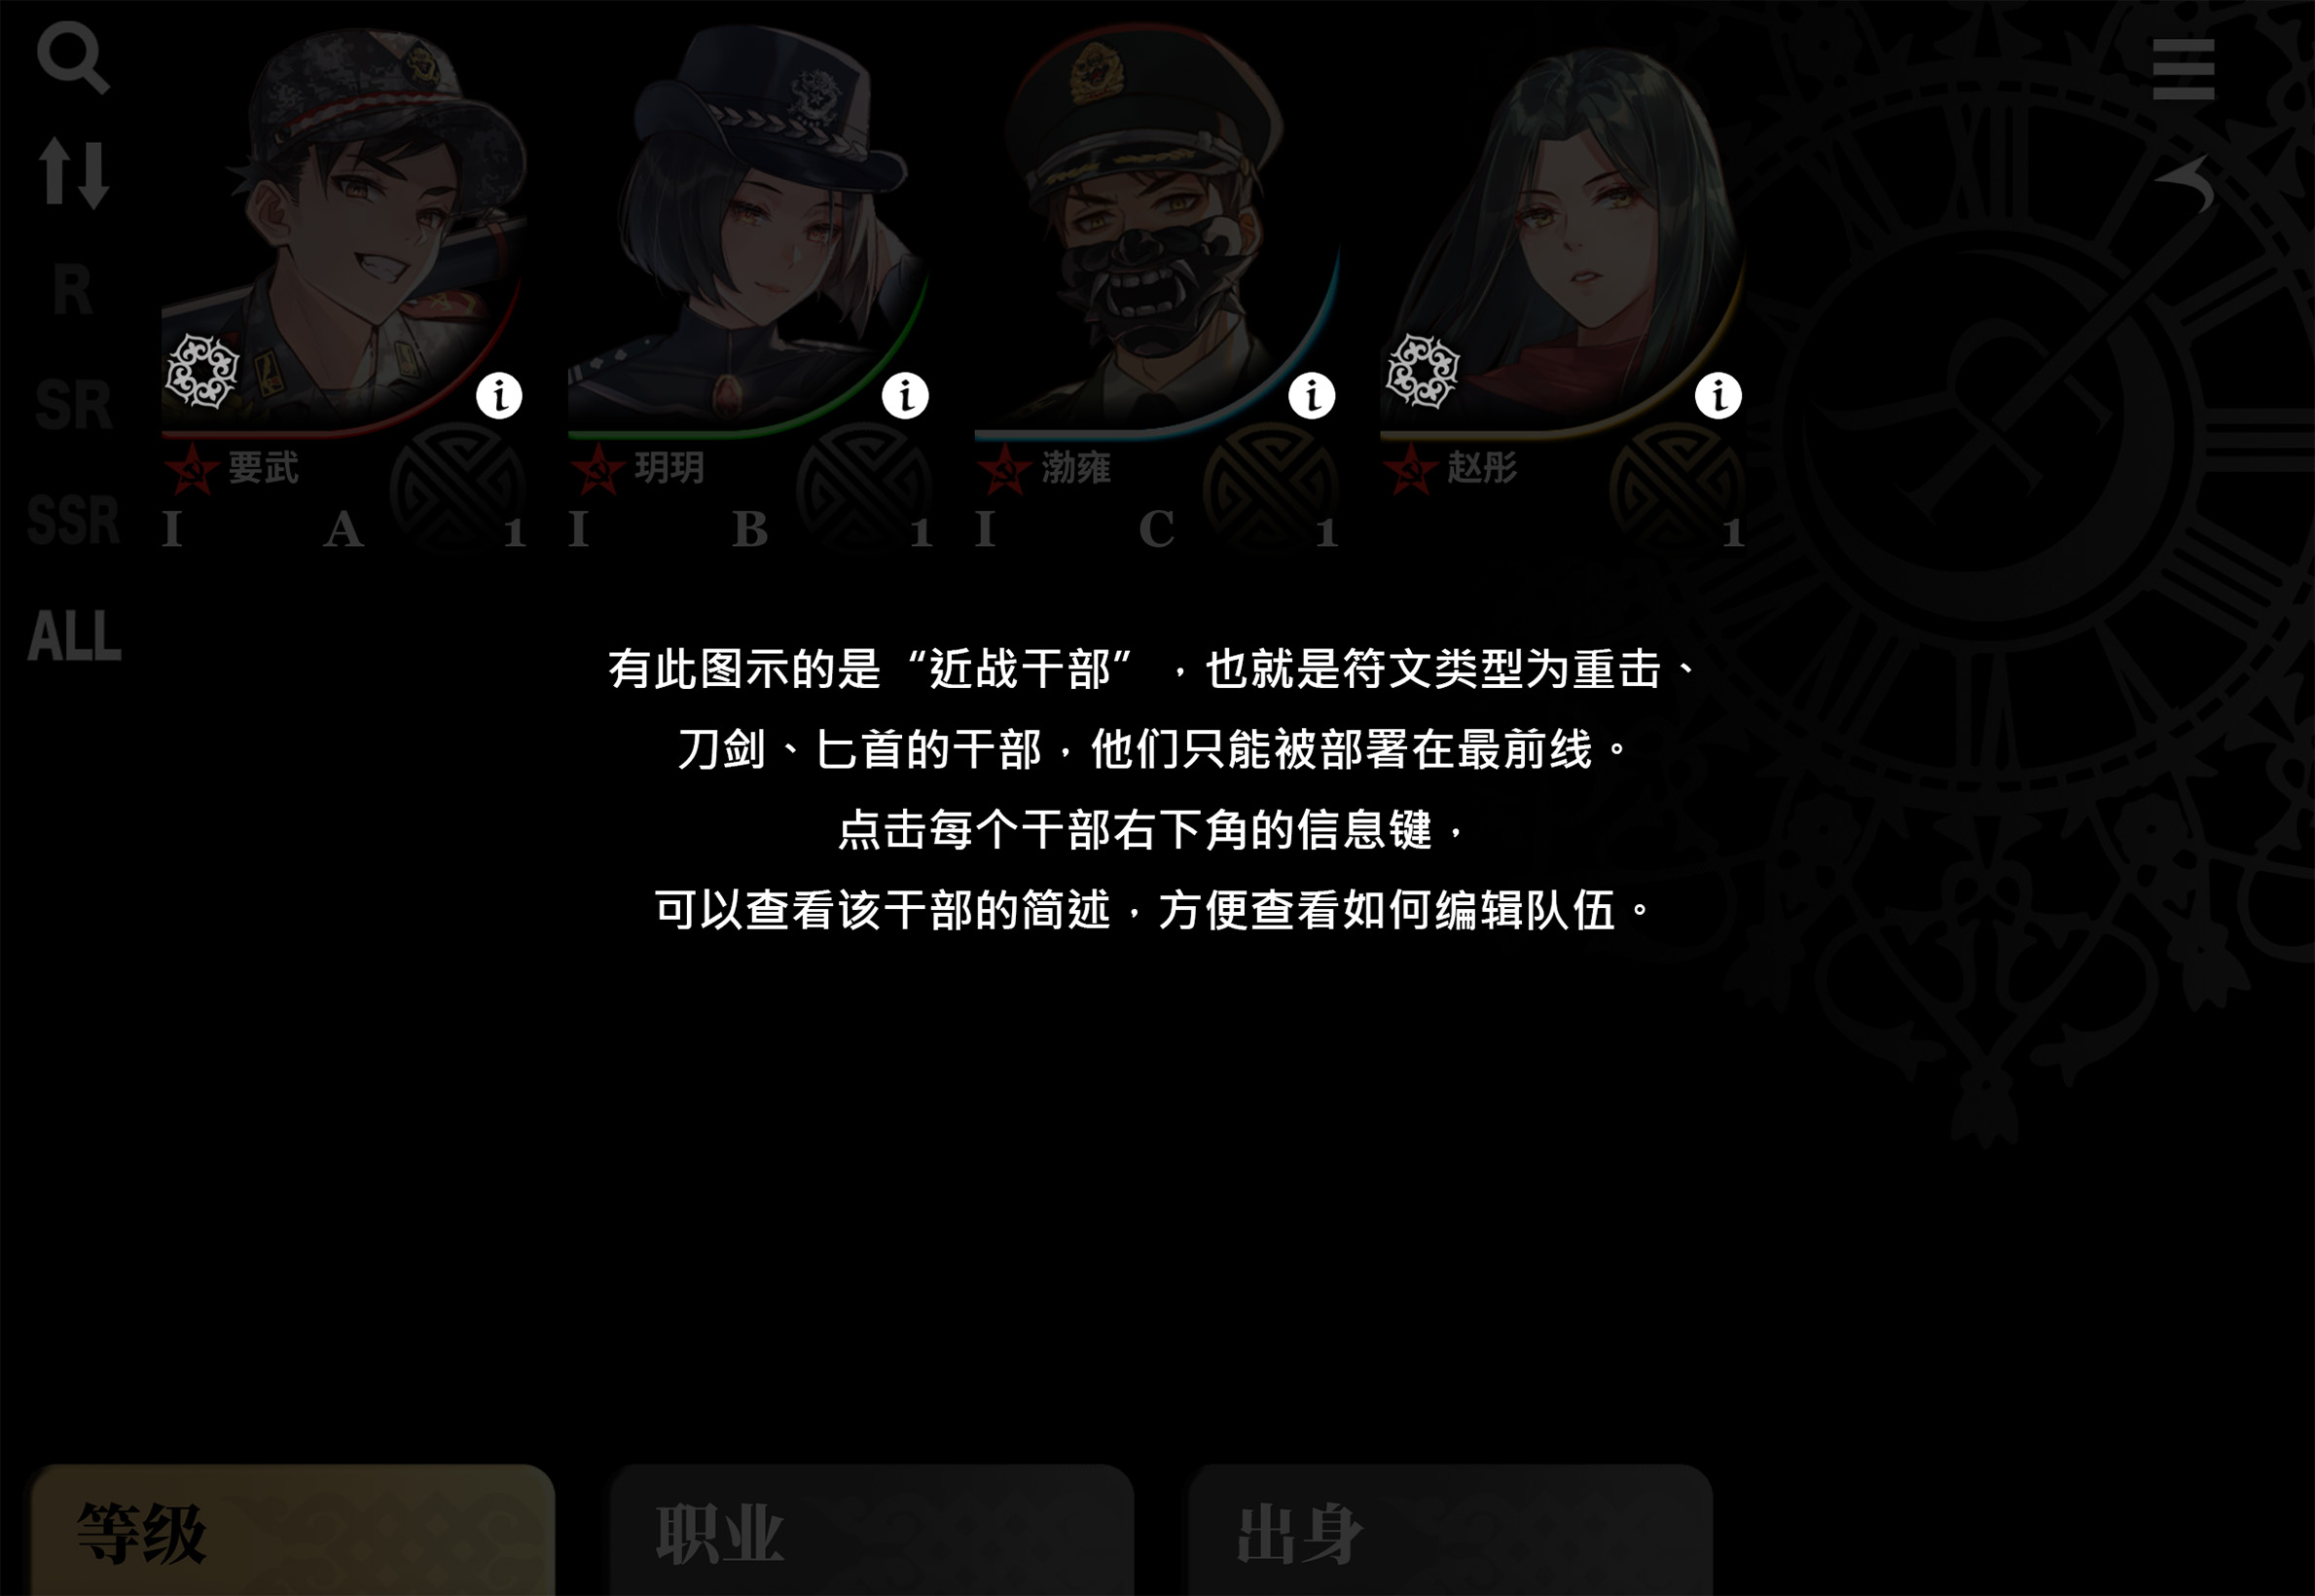 R
SR
SSR
ALL
要武
I A 1
玥玥
I B 1
渤雍
I C 1
赵彤
1
有此图示的是“近战干部”，也就是符文类型为重击、
刀剑、匕首的干部，他们只能被部署在最前线。
点击每个干部右下角的信息键，
可以查看该干部的简述，方便查看如何编辑队伍。
等级
职业
出身